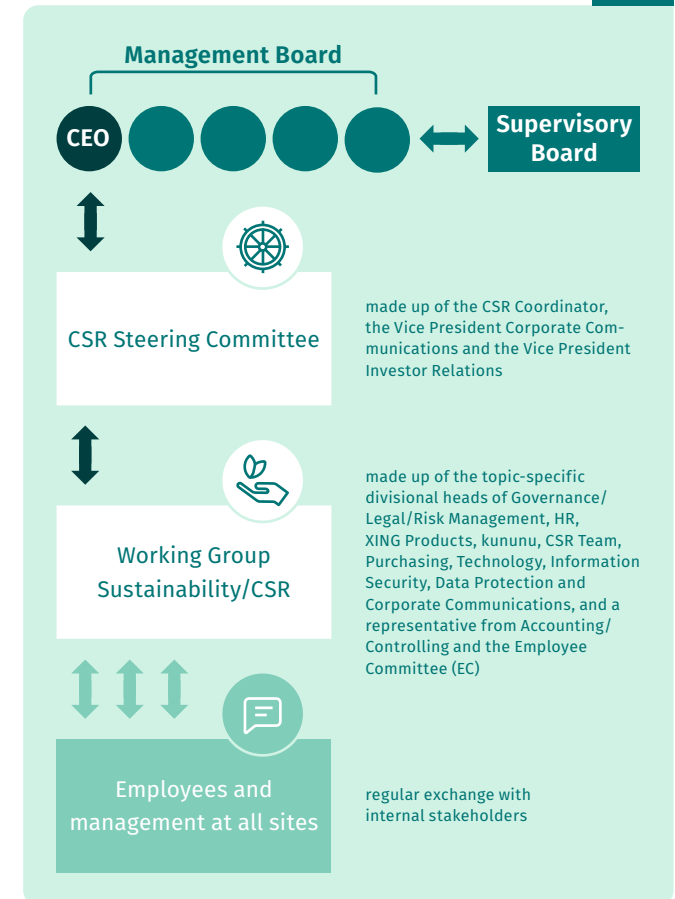 Management Board
CEO
Supervisory
Board
CSR Steering Committee
made up of the CSR Coordinator,
the Vice President Corporate Com-
munications and the Vice President
Investor Relations
Working Group
Sustainability/CSR
made up of the topic-specific
divisional heads of Governance/
Legal/Risk Management, HR,
XING Products, kununu, CSR Team,
Purchasing, Technology, Information
Security, Data Protection and
Corporate Communications, and a
representative from Accounting/
Controlling and the Employee
Committee (EC)
Employees and
management at all sites
regular exchange with
internal stakeholders